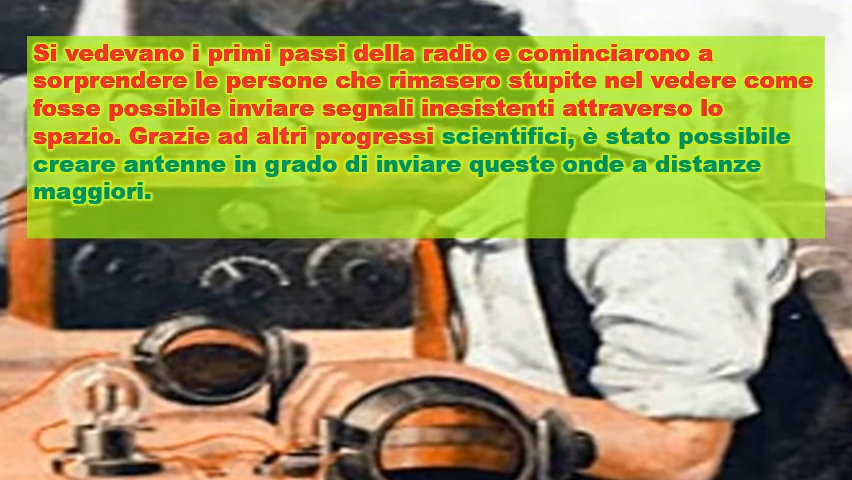 Si vedevano i primi passi della radio e cominciarono a
sorprendere le persone che rimasero stupite nel vedere come
fosse possibile inviare segnali inesistenti attraverso lo
spazio. Grazie ad altri progressi scientifici, è stato possibile
creare antenne in grado di inviare queste onde a distanze
maggiori.